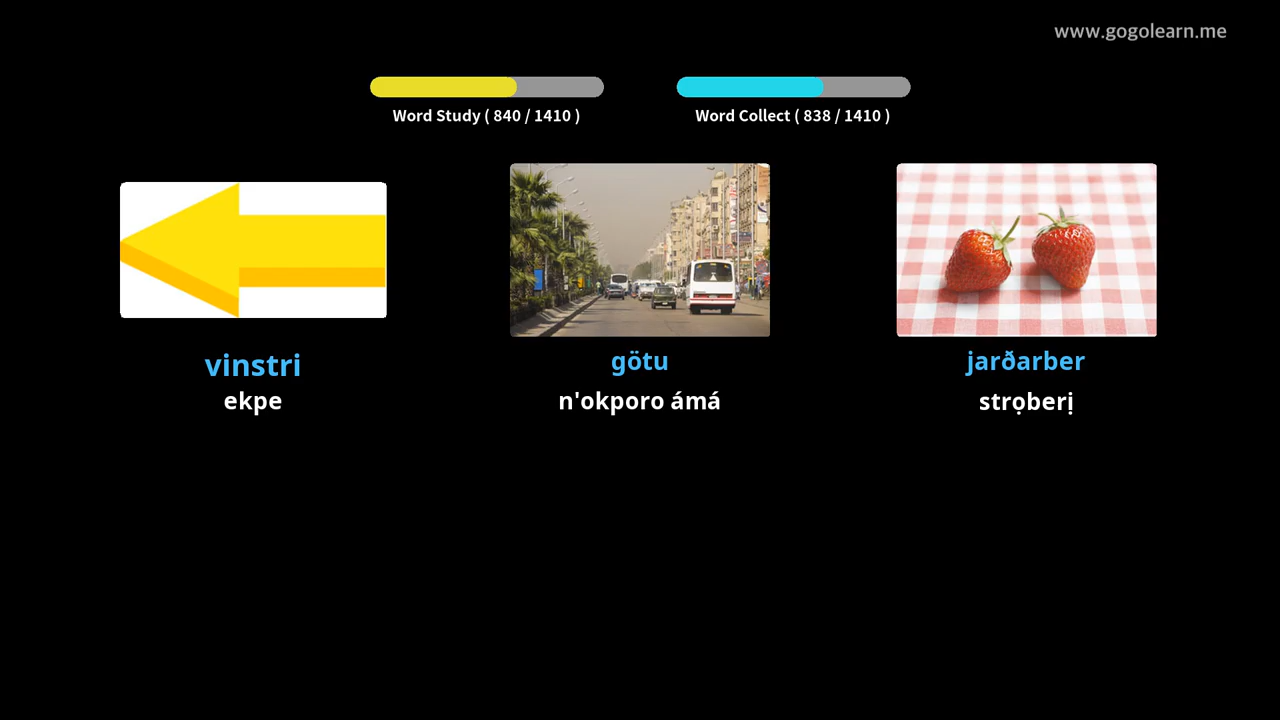 www.gogolearn.me
Word Study ( 840 / 1410 )
Word Collect ( 838 / 1410 )
vinstri
ekpe
götu
n'okporo ámá
jarðarber
strọberị